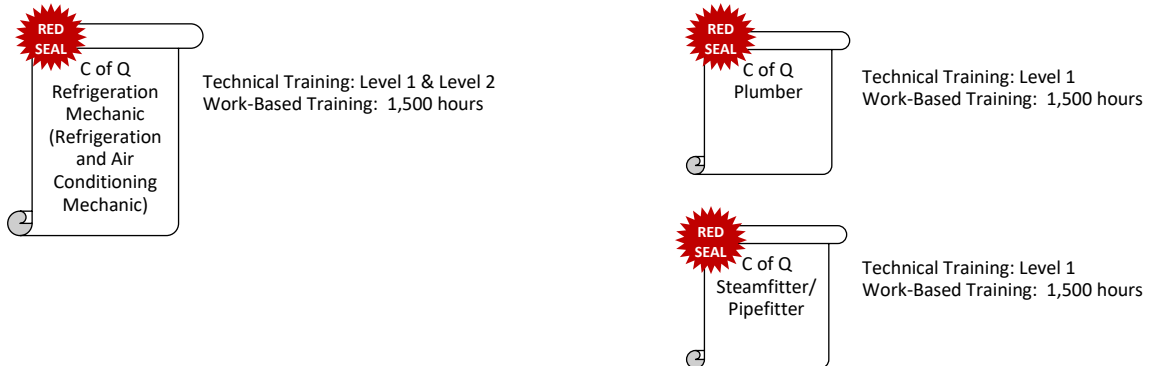 RED
SEAL
C of Q
Refrigeration
Mechanic
(Refrigeration
and Air
Conditioning
Mechanic)
Technical Training: Level 1 & Level 2
Work-Based Training: 1,500 hours
RED
SEAL
C of Q
Plumber
Technical Training: Level 1
Work-Based Training: 1,500 hours
RED
SEAL
C of Q
Steamfitter/
Pipefitter
Technical Training: Level 1
Work-Based Training: 1,500 hours